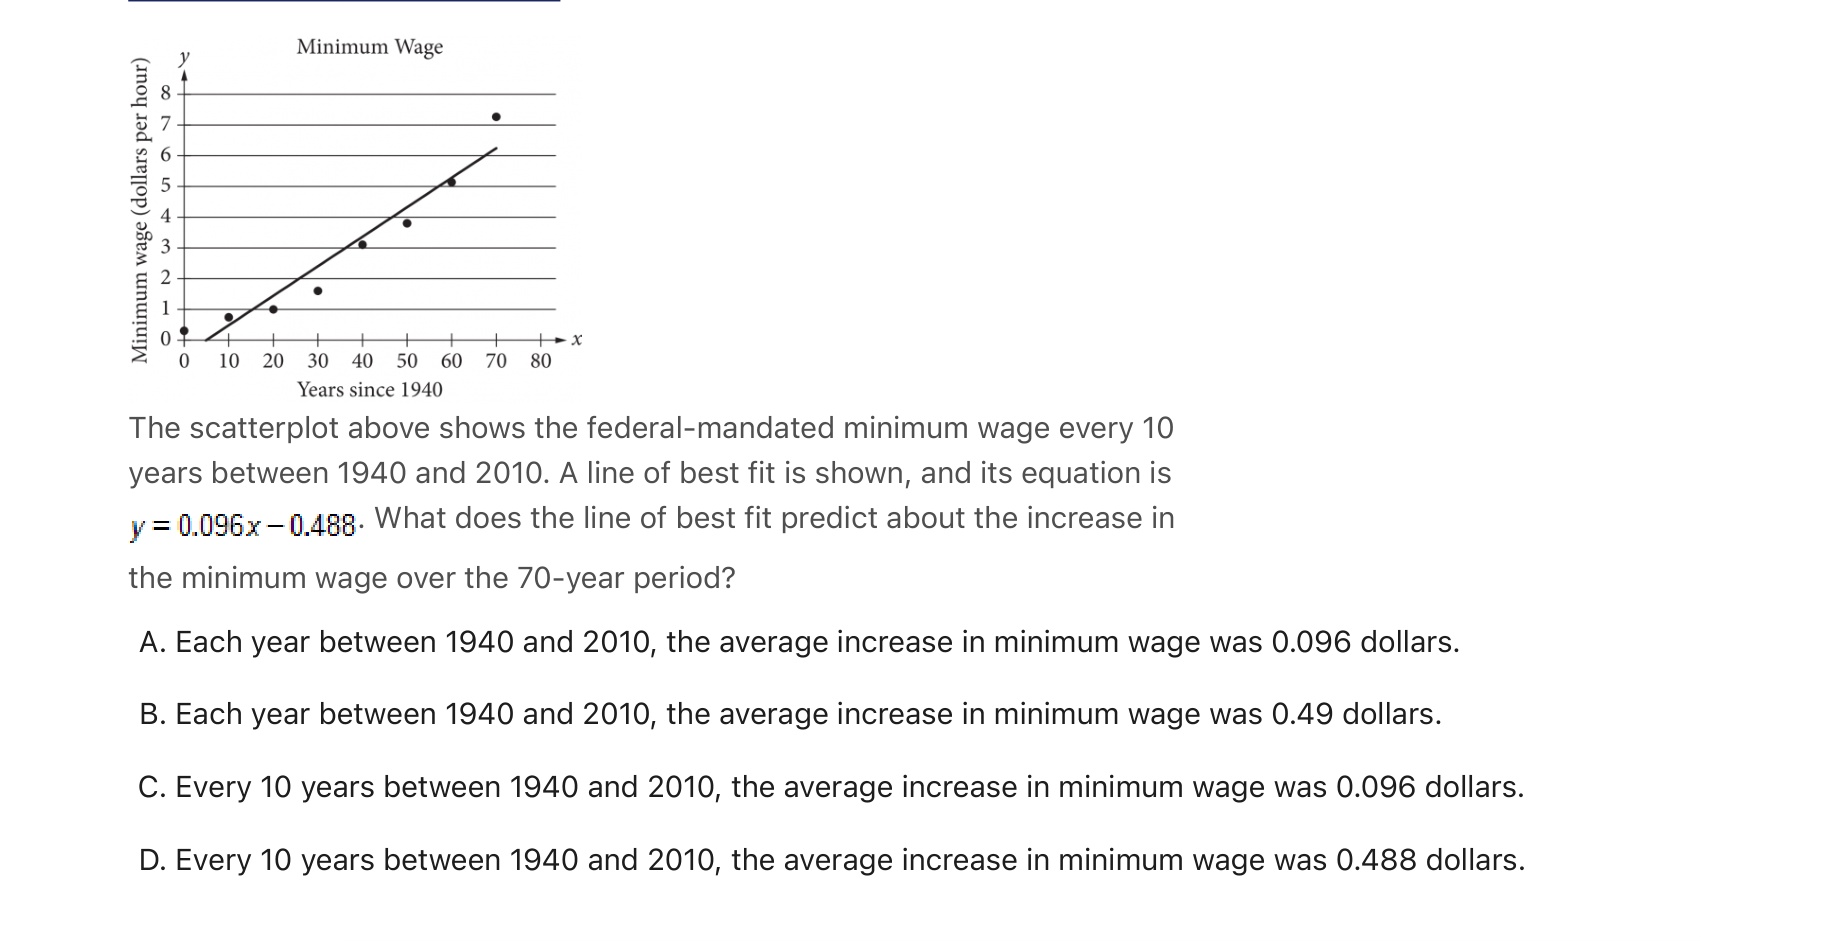 Minimum Wage
y
Minimum wage (dollars per hour)
8
7
6
5
4
3
2
1
0
x
0 10 20 30 40 50 60 70 80
Years since 1940
The scatterplot above shows the federal-mandated minimum wage every 10
years between 1940 and 2010. A line of best fit is shown, and its equation is
y = 0.096x – 0.488. What does the line of best fit predict about the increase in
the minimum wage over the 70-year period?
A. Each year between 1940 and 2010, the average increase in minimum wage was 0.096 dollars.
B. Each year between 1940 and 2010, the average increase in minimum wage was 0.49 dollars.
C. Every 10 years between 1940 and 2010, the average increase in minimum wage was 0.096 dollars.
D. Every 10 years between 1940 and 2010, the average increase in minimum wage was 0.488 dollars.